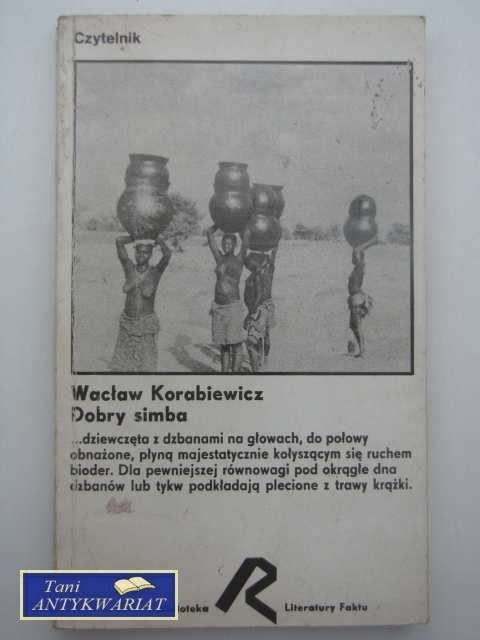 Czytelnik
Wacław Korabiewicz
Dobry simba
...dziewczęta z dzbanami na głowach, do połowy
obnażone, płyną majestatycznie kołyszącym się ruchem
bioder. Dla pewniejszej równowagi pod okrągłe dna
dzbanów lub tykw podkładają plecione z trawy krążki.
Tani
ANTYKWARIAT
ioteka R Literatury Faktu